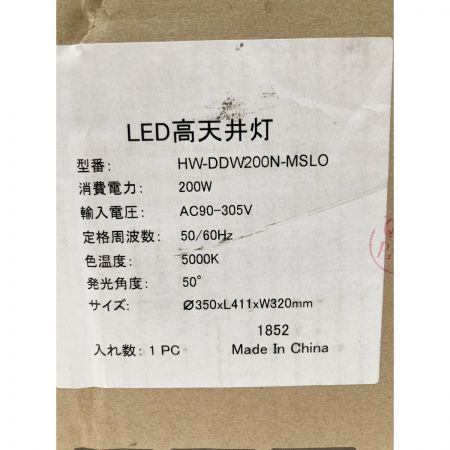 LED高天井灯
型番: HW-DDW200N-MSLO
消費電力: 200W
輸入電圧: AC90-305V
定格周波数: 50/60Hz
色温度: 5000K
発光角度: 50°
サイズ: Ø350xL411xW320mm
1852
入れ数: 1 PC Made In China